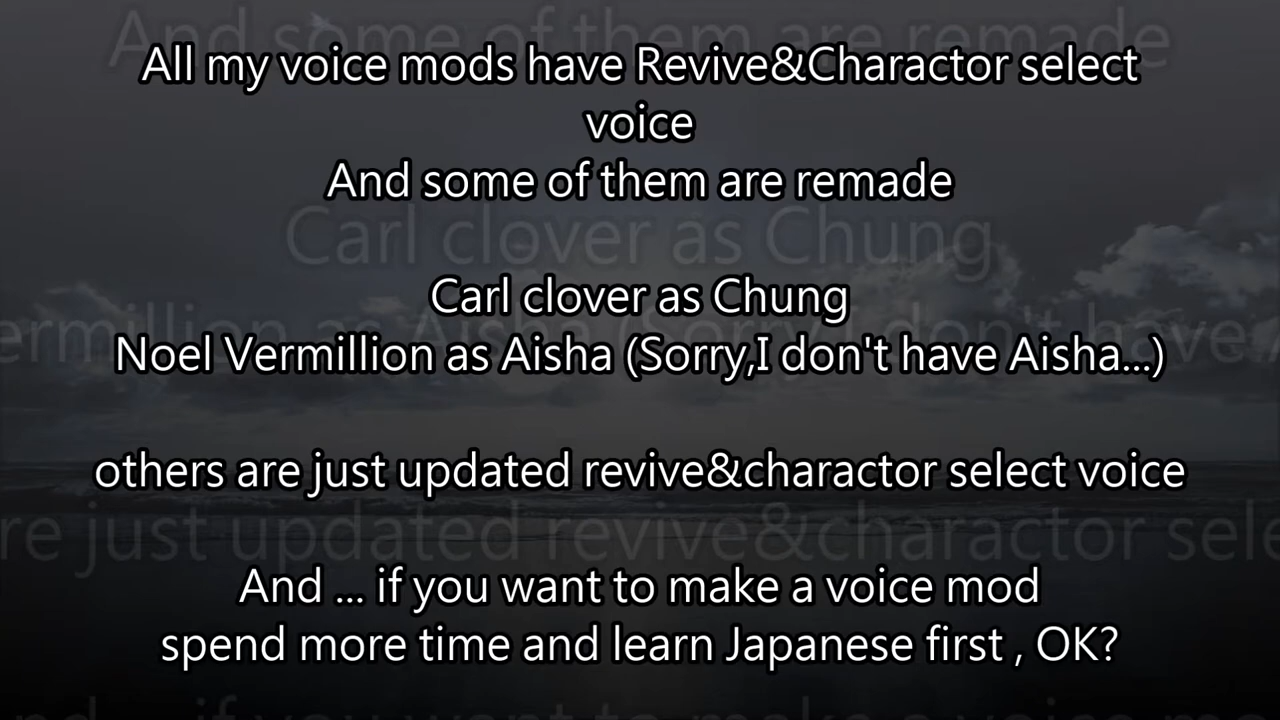 All my voice mods have Revive&Charactor select
voice
And some of them are remade
Carl clover as Chung
Noel Vermillion as Aisha (Sorry,I don't have Aisha...)
others are just updated revive&charactor select voice
And ... if you want to make a voice mod
spend more time and learn Japanese first , OK?